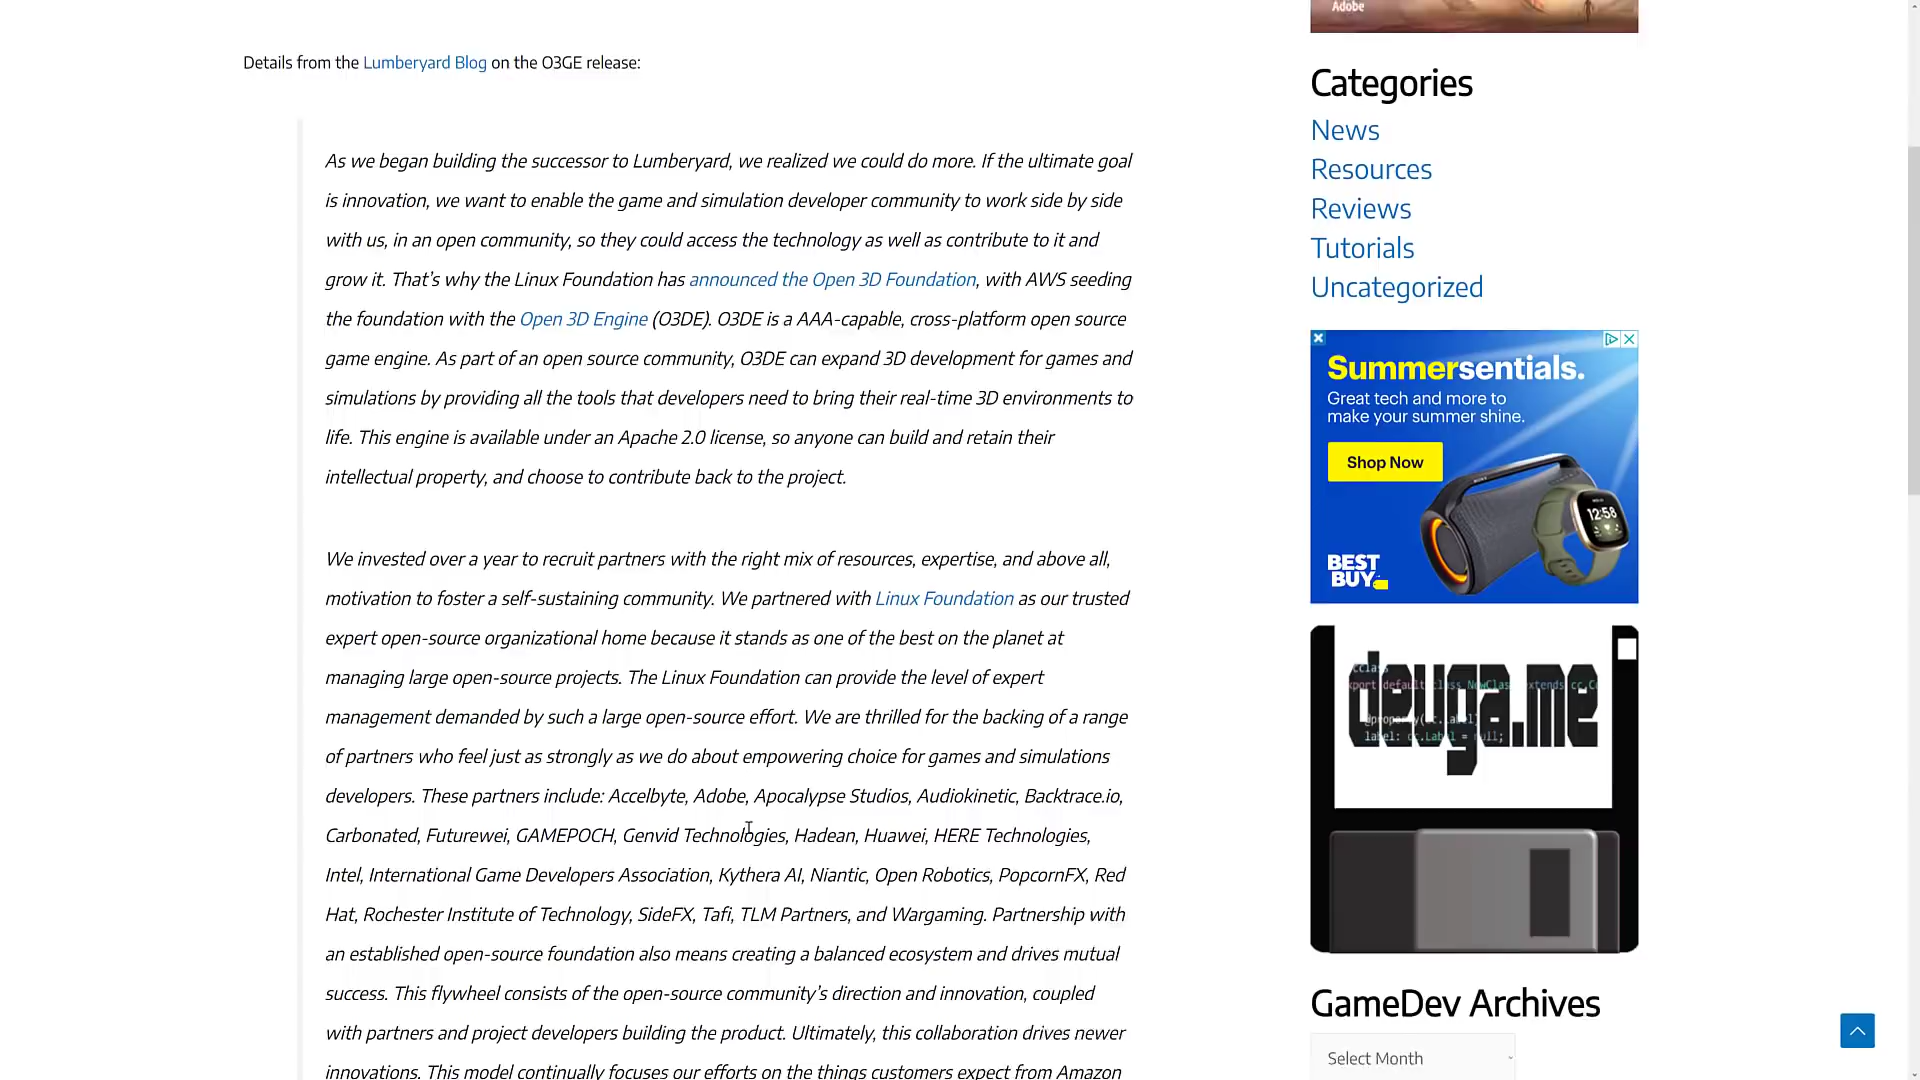 Adobe
Details from the Lumberyard Blog on the O3GE release:
As we began building the successor to Lumberyard, we realized we could do more. If the ultimate goal
is innovation, we want to enable the game and simulation developer community to work side by side
with us, in an open community, so they could access the technology as well as contribute to it and
grow it. That’s why the Linux Foundation has announced the Open 3D Foundation, with AWS seeding
the foundation with the Open 3D Engine (O3DE). O3DE is a AAA-capable, cross-platform open source
game engine. As part of an open source community, O3DE can expand 3D development for games and
simulations by providing all the tools that developers need to bring their real-time 3D environments to
life. This engine is available under an Apache 2.0 license, so anyone can build and retain their
intellectual property, and choose to contribute back to the project.
We invested over a year to recruit partners with the right mix of resources, expertise, and above all,
motivation to foster a self-sustaining community. We partnered with Linux Foundation as our trusted
expert open-source organizational home because it stands as one of the best on the planet at
managing large open-source projects. The Linux Foundation can provide the level of expert
management demanded by such a large open-source effort. We are thrilled for the backing of a range
of partners who feel just as strongly as we do about empowering choice for games and simulations
developers. These partners include: Accelbyte, Adobe, Apocalypse Studios, Audiokinetic, Backtrace.io,
Carbonated, Futurewei, GAMEPOCH, Genvid Technologies, Hadean, Huawei, HERE Technologies,
Intel, International Game Developers Association, Kythera AI, Niantic, Open Robotics, PopcornFX, Red
Hat, Rochester Institute of Technology, SideFX, Tafi, TLM Partners, and Wargaming. Partnership with
an established open-source foundation also means creating a balanced ecosystem and drives mutual
success. This flywheel consists of the open-source community’s direction and innovation, coupled
with partners and project developers building the product. Ultimately, this collaboration drives newer
innovations. This model continually focuses our efforts on the things customers expect from Amazon
Categories
News
Resources
Reviews
Tutorials
Uncategorized
Summersentials.
Great tech and more to
make your summer shine.
Shop Now
SONY
12:58
BEST
BUY
devga.me
GameDev Archives
Select Month